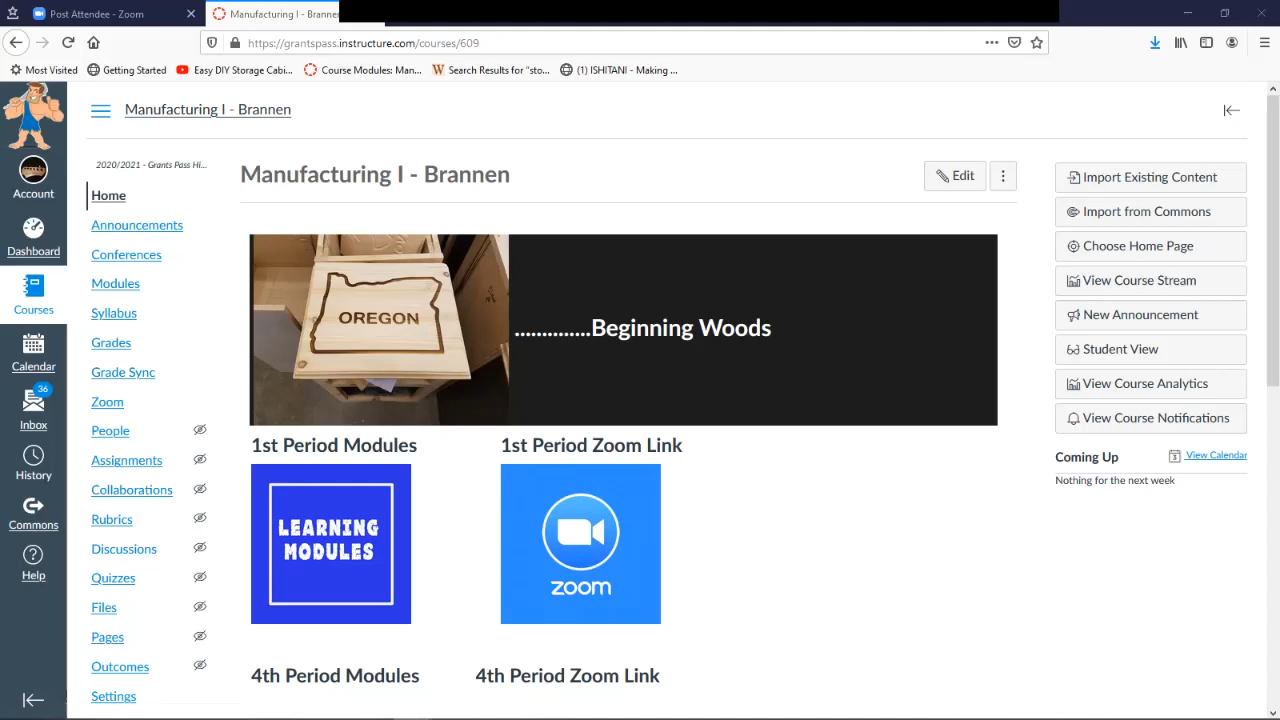 Post Attendee - Zoom
Manufacturing I - Branner
https://grantspass.instructure.com/courses/609
Most Visited
Getting Started
Easy DIY Storage Cabi...
Course Modules: Man...
Search Results for "sto...
(1) ISHITANI - Making ...
Manufacturing I - Brannen
Account
Dashboard
Courses
Calendar
36
Inbox
History
Commons
Help
2020/2021 - Grants Pass Hi...
Home
Announcements
Conferences
Modules
Syllabus
Grades
Grade Sync
Zoom
People
Assignments
Collaborations
Rubrics
Discussions
Quizzes
Files
Pages
Outcomes
Settings
Manufacturing I - Brannen
Edit
OREGON
..............Beginning Woods
1st Period Modules
1st Period Zoom Link
LEARNING
MODULES
zoom
4th Period Modules
4th Period Zoom Link
Import Existing Content
Import from Commons
Choose Home Page
View Course Stream
New Announcement
Student View
View Course Analytics
View Course Notifications
Coming Up
View Calendar
Nothing for the next week